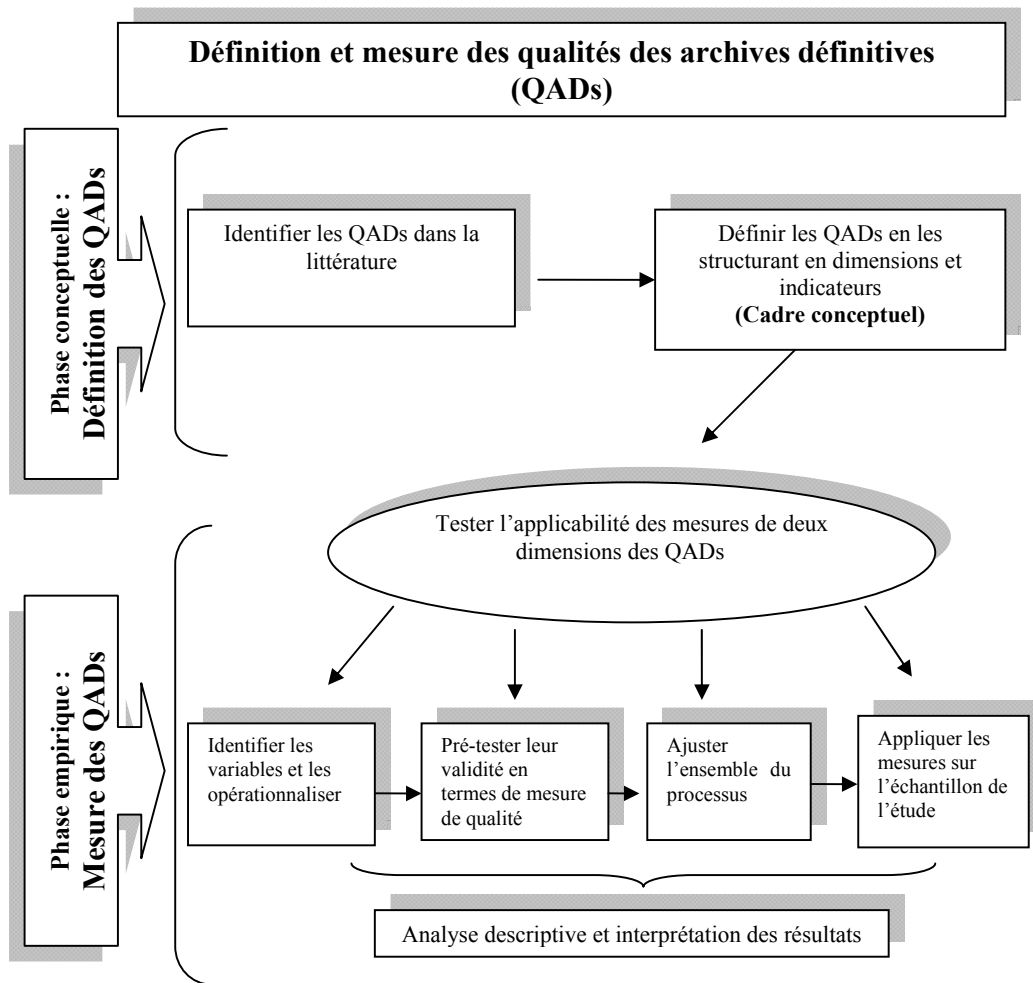 Définition et mesure des qualités des archives définitives
(QADs)
Phase conceptuelle :
Définition des QADs
Identifier les QADs dans la
littérature
Définir les QADs en les
structurant en dimensions et
indicateurs
(Cadre conceptuel)
Tester l’applicabilité des mesures de deux
dimensions des QADs
Phase empirique :
Mesure des QADs
Identifier les
variables et les
opérationnaliser
Pré-tester leur
validité en
termes de mesure
de qualité
Ajuster
l’ensemble du
processus
Appliquer les
mesures sur
l’échantillon de
l’étude
Analyse descriptive et interprétation des résultats